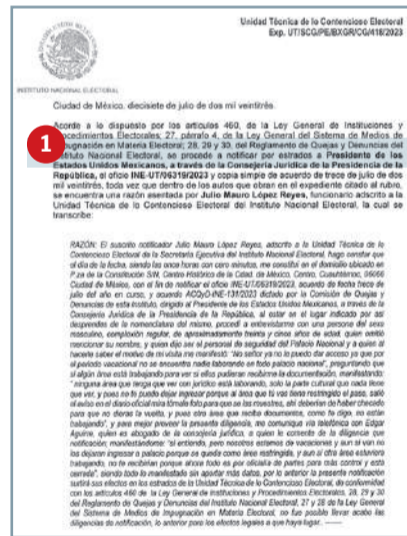 Unidad Técnica de lo Contencioso Electoral
Exp. UT/SCG/PE/BXGR/CG/418/2023
INSTITUTO NACIONAL ELECTORAL
Ciudad de México, diecisiete de julio de dos mil veintitrés.
Acorde a lo dispuesto por los artículos 460, de la Ley General de Instituciones y
Procedimientos Electorales; 27, párrafo 4, de la Ley General del Sistema de Medios de
Impugnación en Materia Electoral; 28, 29 y 30, del Reglamento de Quejas y Denuncias del
1
Instituto Nacional Electoral, se procede a notificar por estrados a Presidente de los
Estados Unidos Mexicanos, a través de la Consejería Jurídica de la Presidencia de la
República, el oficio INE-UT/06319/2023 y copia simple de acuerdo de trece de julio de dos
mil veintitrés, toda vez que dentro de los autos que obran en el expediente citado al rubro,
se encuentra una razón asentada por Julio Mauro López Reyes, funcionario adscrito a la
Unidad Técnica de lo Contencioso Electoral del Instituto Nacional Electoral, la cual se
transcribe:
RAZÓN: El suscrito notificador Julio Mauro López Reyes, adscrito a la Unidad Técnica de lo
Contencioso Electoral de la Secretaría Ejecutiva del Instituto Nacional Electoral, hago constar que
el día de la fecha, siendo las once horas con cero minutos, me constituí en el domicilio ubicado en
P.za de la Constitución S/N, Centro Histórico de la Cdad. de México, Centro, Cuauhtémoc, 06066
Ciudad de México, con el fin de notificar el oficio INE-UT/06319/2023, acuerdo de fecha trece de
julio del año en curso, y acuerdo ACQyD-INE-131/2023 dictado por la Comisión de Quejas y
Denuncias de este Instituto, dirigido al Presidente de los Estados Unidos Mexicanos, a través de la
Consejería Jurídica de la Presidencia de la República, al estar en el lugar indicado por así
desprenderse de la nomenclatura del mismo, procedí a entrevistarme con una persona del sexo
masculino, complexión regular, de aproximadamente treinta y cinco años de edad, quien omitió
mencionar su nombre, y quien dijo ser el personal de seguridad del Palacio Nacional y a quien al
hacerle saber el motivo de mi visita me manifestó: "No señor ya no le puedo dar acceso ya que por
el periodo vacacional no se encuentra nadie laborando en todo palacio nacional", preguntando que
si algún área está trabajando para ver si ellos pudieran recibirme la documentación, manifestando:
"ninguna área que tenga que ver con jurídico está laborando, solo la parte cultural que nada tiene
que ver, y pues no te puedo dejar ingresar porque al área que tú vas tiene restringido el paso, salió
el aviso en el diario oficial mira tómale foto para que se las muestres, ahí deberían de haber checado
para que no dieras la vuelta, y pues otra área que reciba documentos, como te digo, no están
trabajando", y para mejor proveer la presente diligencia, me comunique vía telefónica con Edgar
Aguirre, quien es abogado de la consejería jurídica, a quien le comente de la diligencia que
notificación; manifestándome: "si entiendo, pero nosotros estamos de vacaciones y aun si van no
los dejaran ingresar a palacio porque se queda como área restringida, y aun si otra área estuviera
trabajando, no te recibirían porque ahora todo es por oficialía de partes para más control y esta
cerrada", siendo todo lo manifestado sin aportar más datos, por lo anterior la presente notificación
surtirá sus efectos en los estrados de la Unidad Técnica de lo Contencioso Electoral, de conformidad
con los artículos 460 de la Ley General de Instituciones y Procedimientos Electorales, 28, 29 y 30
del Reglamento de Quejas y Denuncias del Instituto Nacional Electoral, 27 y 28 de la Ley General
del Sistema de Medios de Impugnación en Materia Electoral, no fue posible llevar acabo las
diligencias de notificación, lo anterior para los efectos legales a que haya lugar. ------